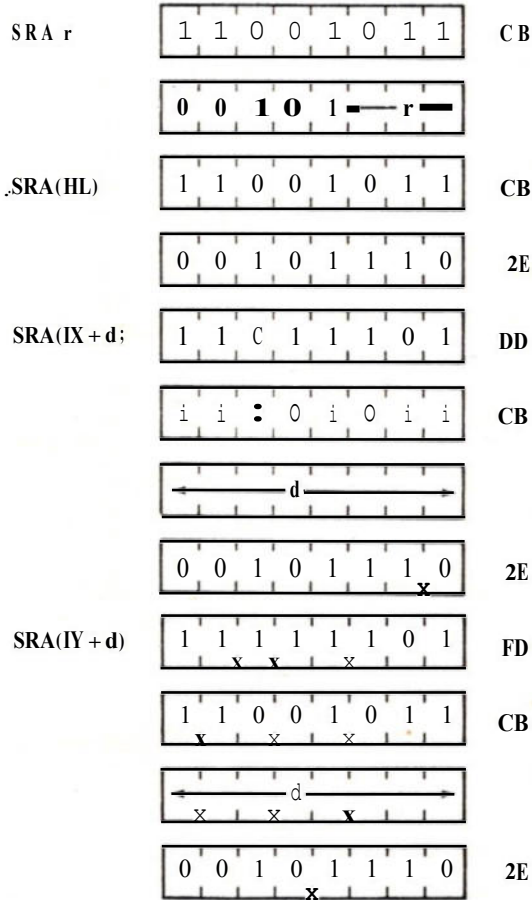 SRA r 1 1 0 0 1 0 1 1 CB
0 0 1 0 1 r
SRA(HL) 1 1 0 0 1 0 1 1 CB
0 0 1 0 1 1 1 0 2E
SRA(IX + d; 1 1 C 1 1 1 0 1 DD
i i : 0 i 0 i i CB
d
0 0 1 0 1 1 1 0 2E
x
SRA(IY + d) 1 1 1 1 1 1 0 1 FD
x x x
1 1 0 0 1 0 1 1 CB
x x x
d
x x x
0 0 1 0 1 1 1 0 2E
x